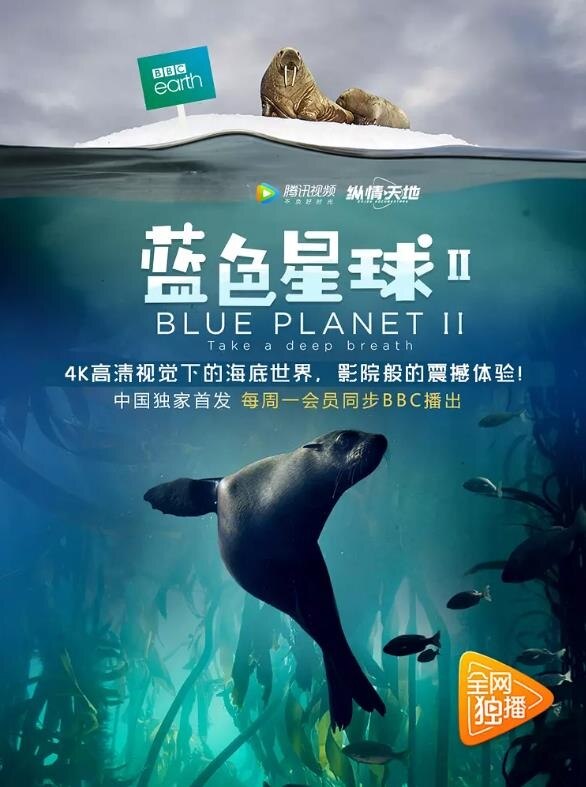 BBC
earth
腾讯视频
不负好时光
纵情天地
蓝色星球 II
BLUE PLANET II
Take a deep breath
4K高清视觉下的海底世界，影院般的震撼体验！
中国独家首发 每周一会员同步BBC播出
全网
独播